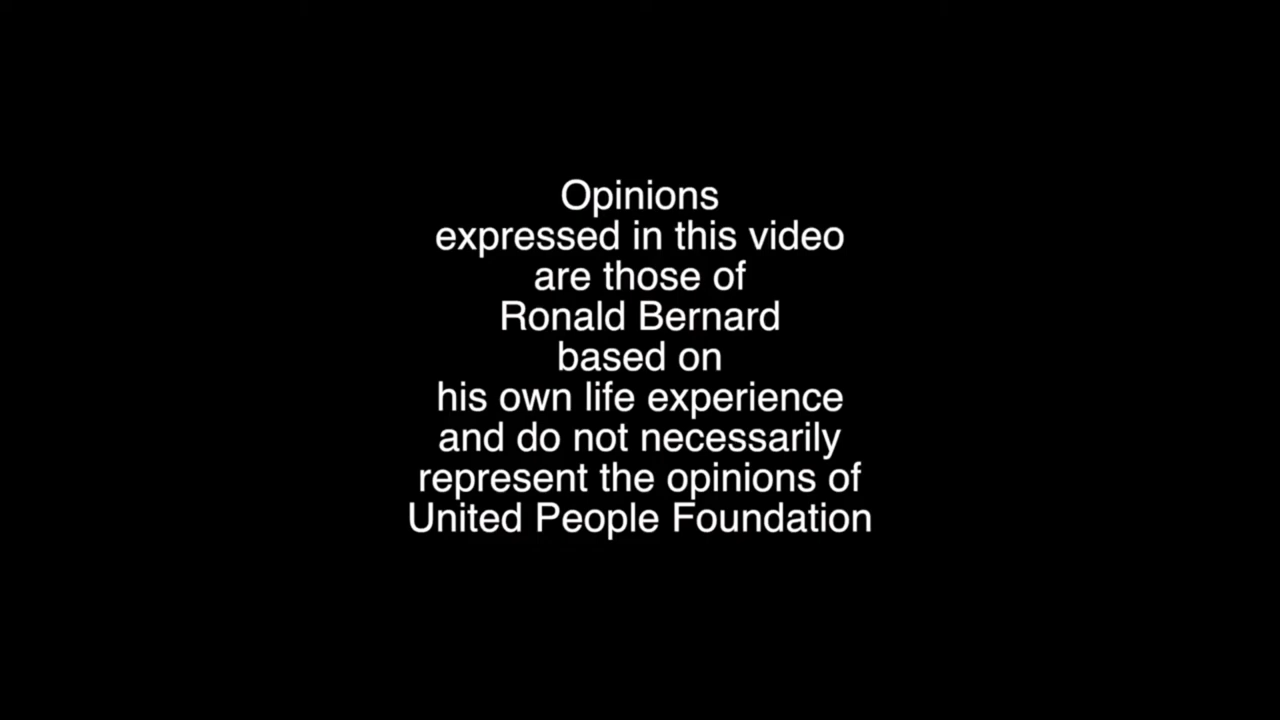 Opinions
expressed in this video
are those of
Ronald Bernard
based on
his own life experience
and do not necessarily
represent the opinions of
United People Foundation